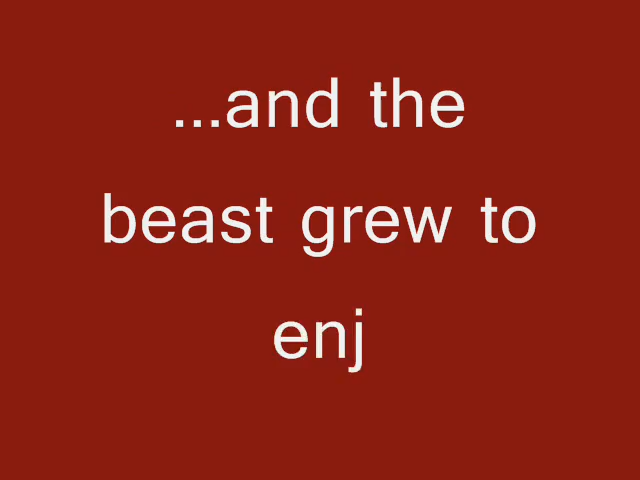 ...and the
beast grew to
enj